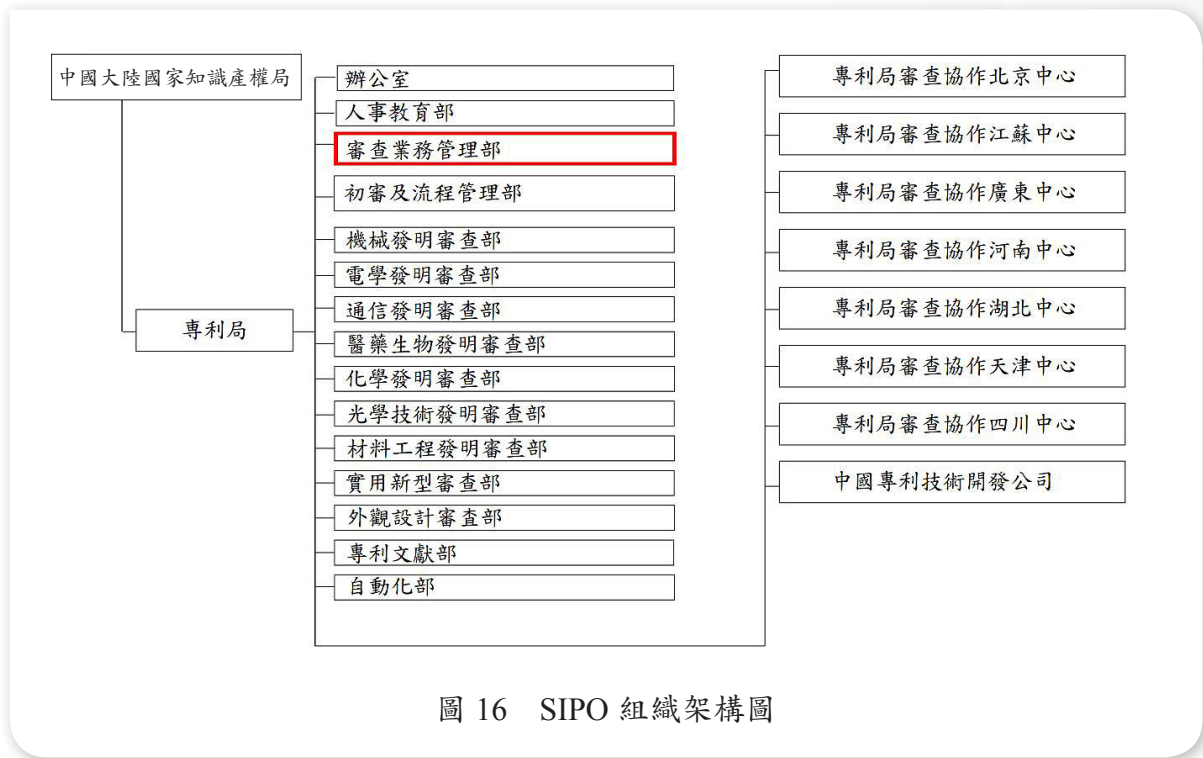 中國大陸國家知識產權局
專利局
辦公室
人事教育部
審查業務管理部
初審及流程管理部
機械發明審查部
電學發明審查部
通信發明審查部
醫藥生物發明審查部
化學發明審查部
光學技術發明審查部
材料工程發明審查部
實用新型審查部
外觀設計審查部
專利文獻部
自動化部
專利局審查協作北京中心
專利局審查協作江蘇中心
專利局審查協作廣東中心
專利局審查協作河南中心
專利局審查協作湖北中心
專利局審查協作天津中心
專利局審查協作四川中心
中國專利技術開發公司
圖 16 SIPO 組織架構圖